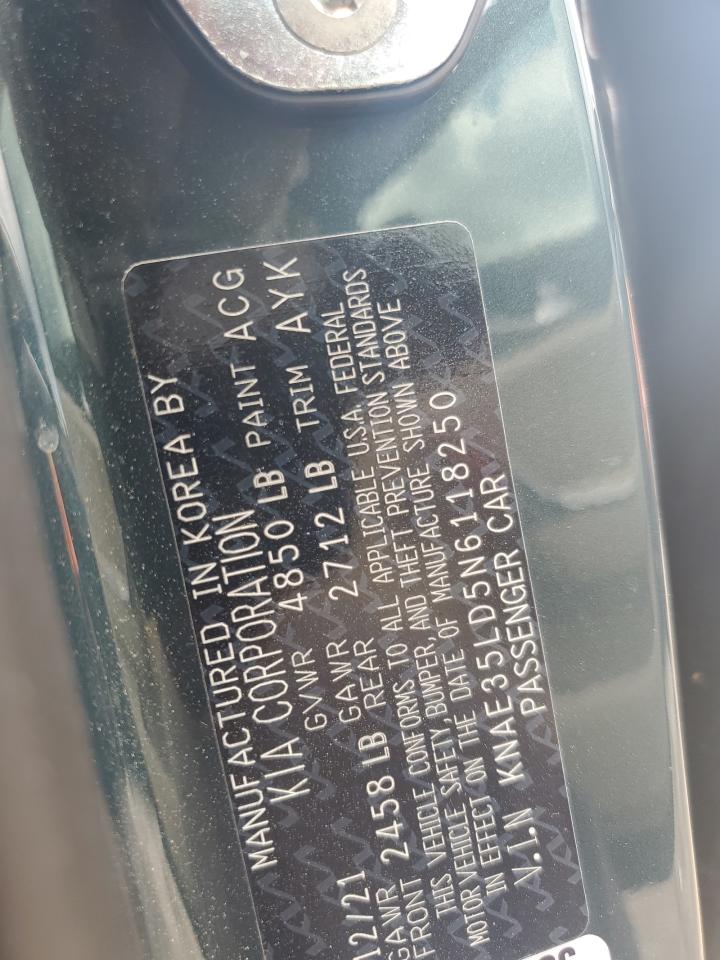 MANUFACTURED IN KOREA BY
KIA CORPORATION
12/21 GVWR 4850 LB PAINT ACG
GAWR FRONT 2458 LB GAWR REAR 2712 LB TRIM AYK
THIS VEHICLE CONFORMS TO ALL APPLICABLE U.S.A. FEDERAL
MOTOR VEHICLE SAFETY, BUMPER, AND THEFT PREVENTION STANDARDS
IN EFFECT ON THE DATE OF MANUFACTURE SHOWN ABOVE
V.I.N KNAE35LD5N6118250
PASSENGER CAR